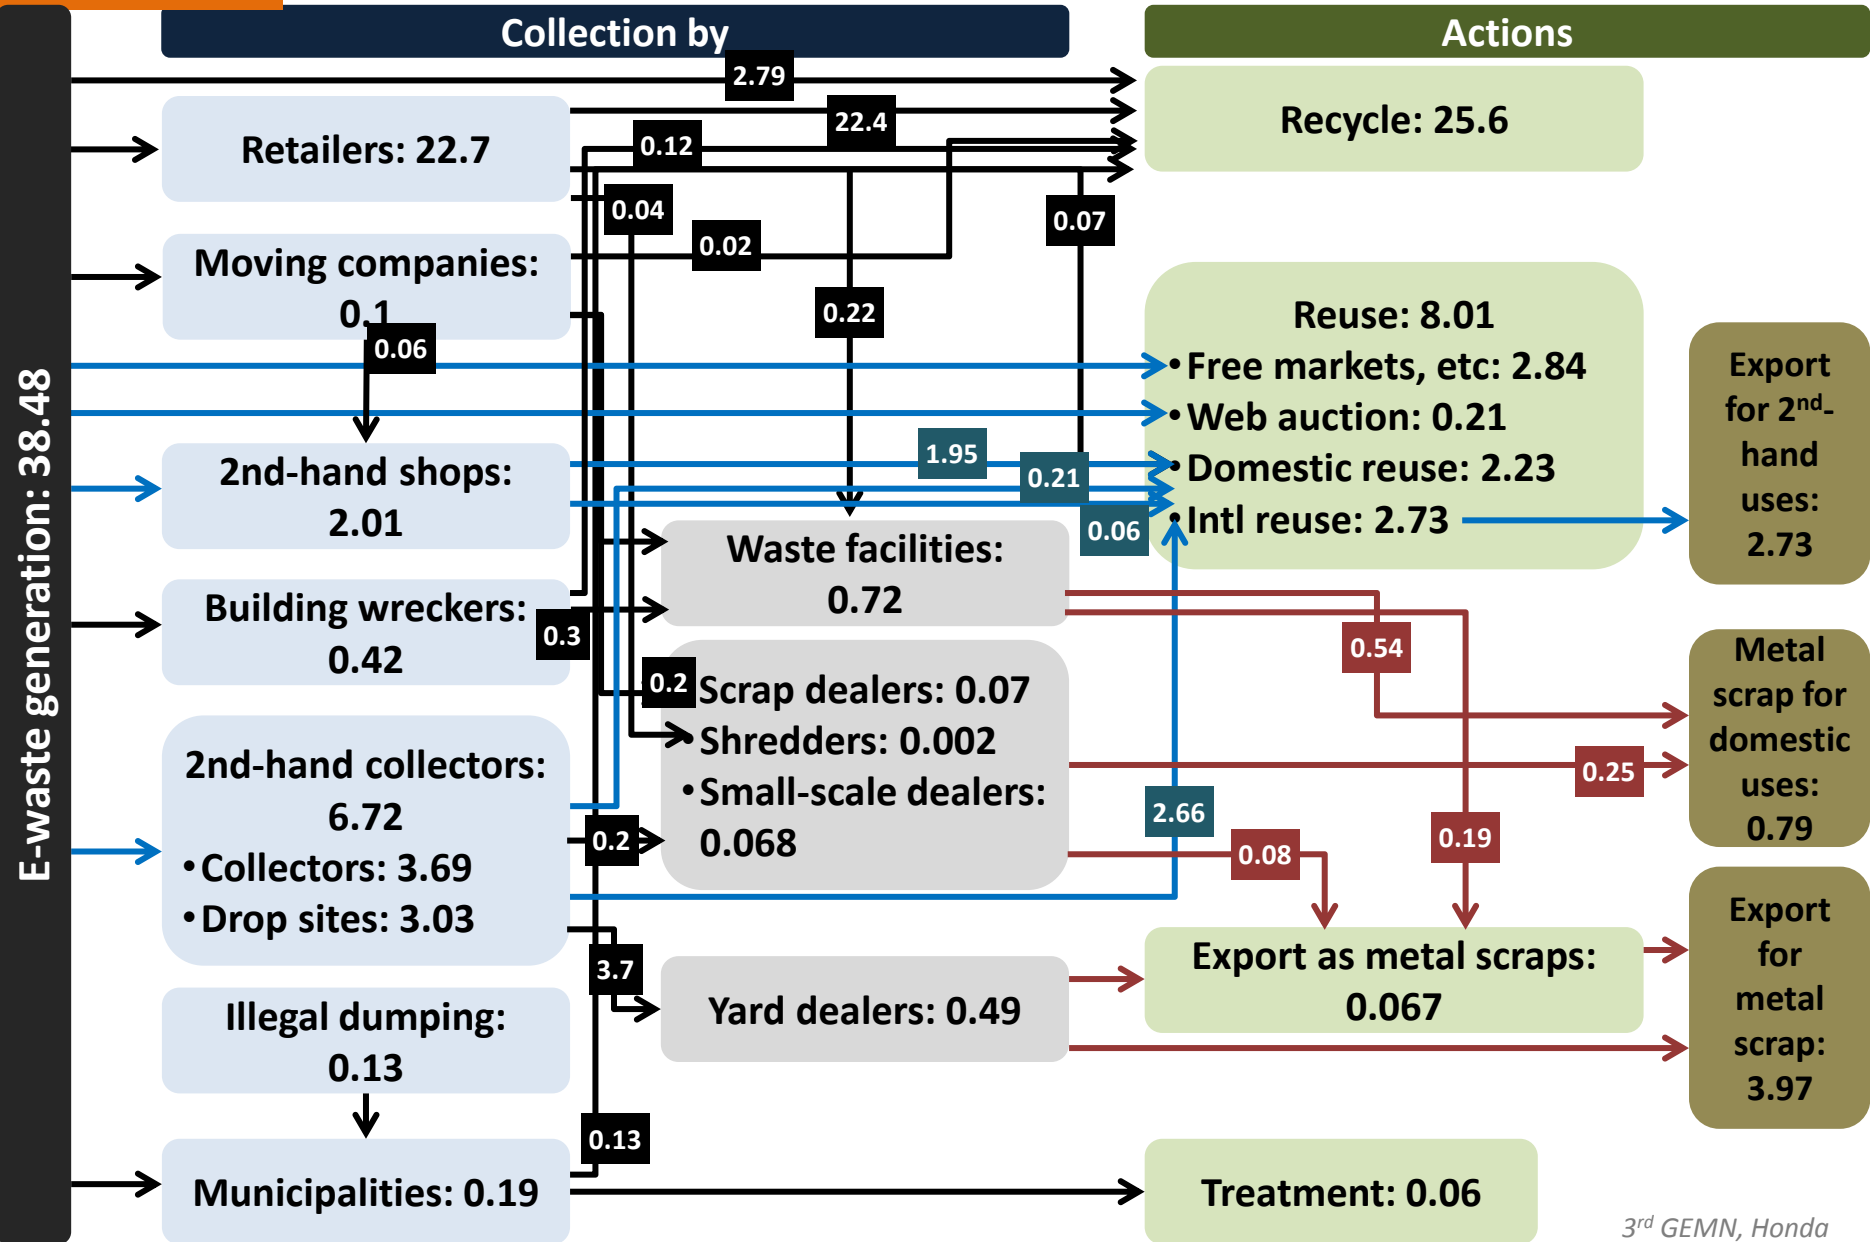 E-waste generation: 38.48
Collection by
Actions
2.79
Retailers: 22.7
22.4
0.12
Recycle: 25.6
0.04
0.07
0.02
Moving companies:
0.1
0.06
0.22
Reuse: 8.01
• Free markets, etc: 2.84
• Web auction: 0.21
• Domestic reuse: 2.23
• Intl reuse: 2.73
Export
for 2nd-
hand
uses:
2.73
2nd-hand shops:
2.01
1.95
0.21
0.06
Waste facilities:
0.72
Building wreckers:
0.42
0.3
0.54
0.2
Scrap dealers: 0.07
• Shredders: 0.002
• Small-scale dealers:
0.068
Metal
scrap for
domestic
uses:
0.79
0.25
2nd-hand collectors:
6.72
• Collectors: 3.69
• Drop sites: 3.03
0.2
2.66
0.08
0.19
3.7
Yard dealers: 0.49
Export as metal scraps:
0.067
Export
for
metal
scrap:
3.97
Illegal dumping:
0.13
0.13
Municipalities: 0.19
Treatment: 0.06
3rd GEMN, Honda